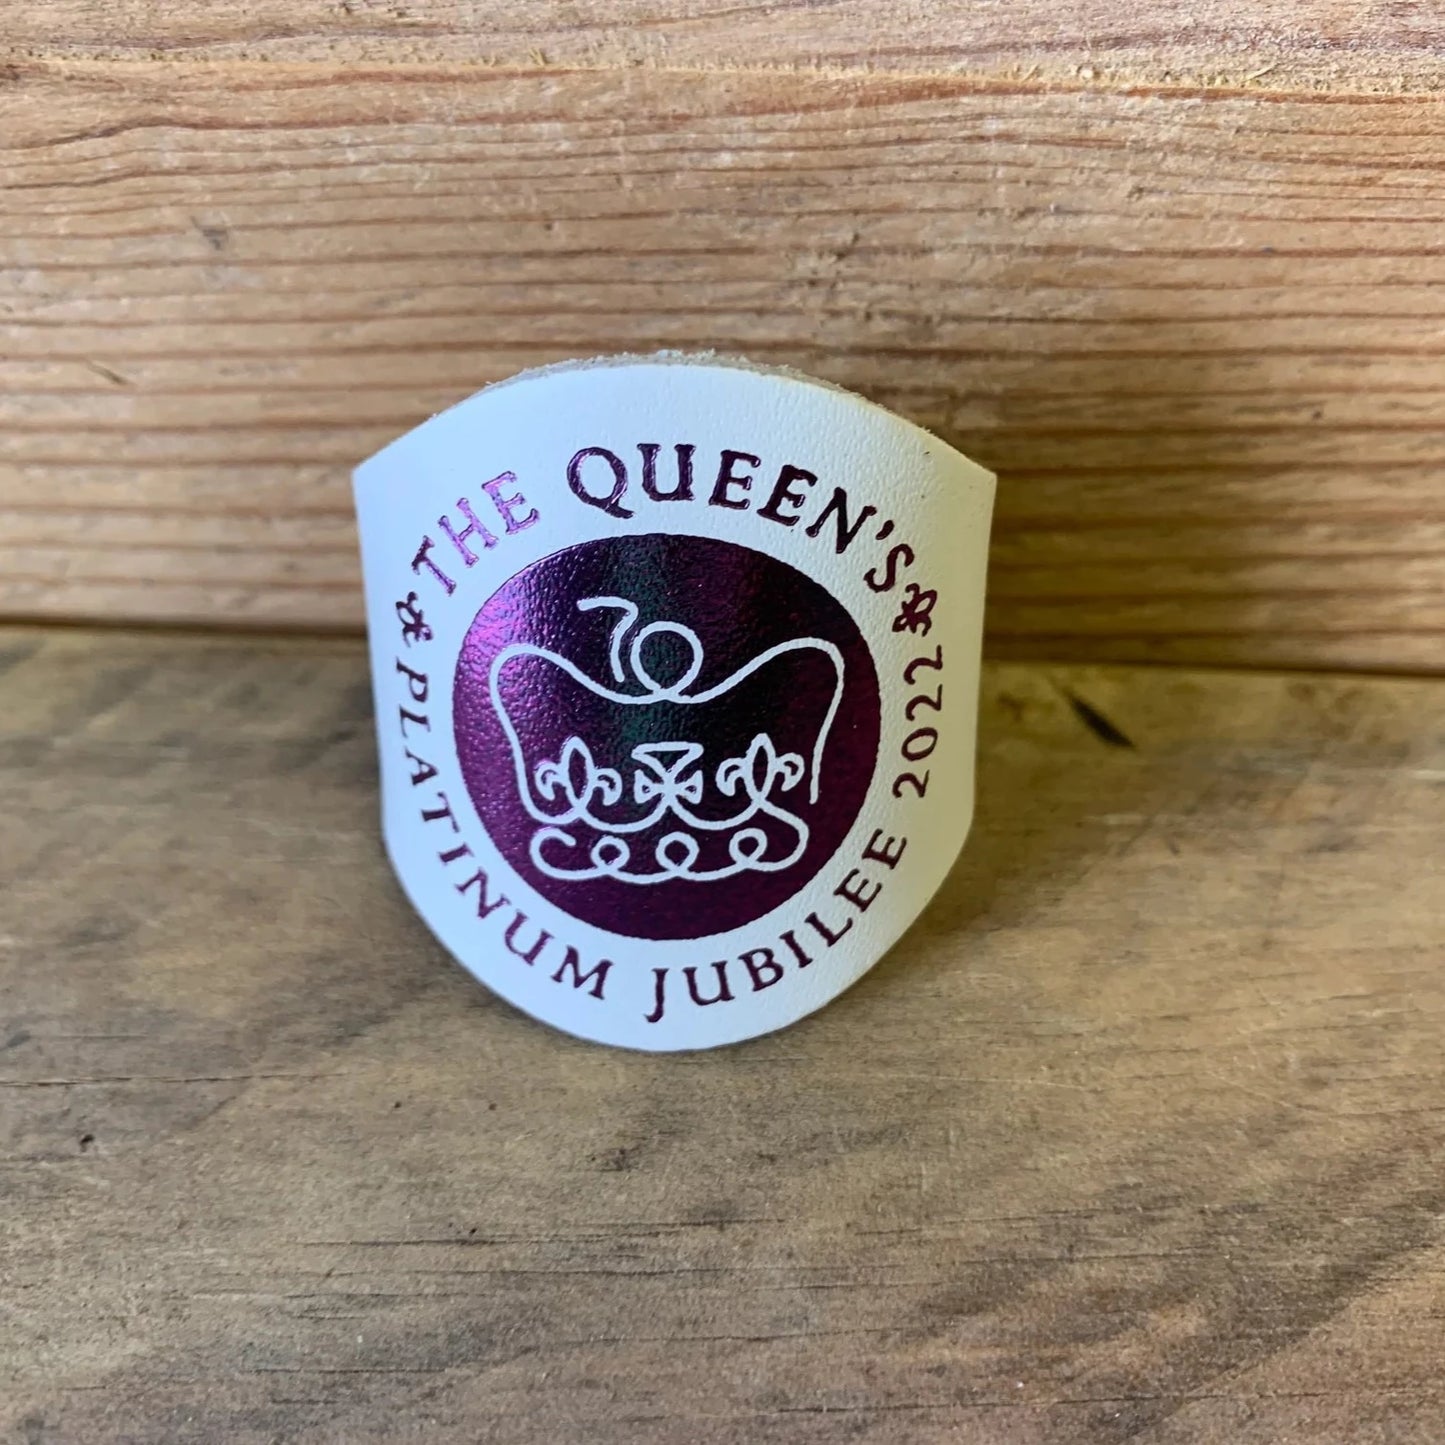 THE QUEEN'S
70
PLATINUM JUBILEE 2022